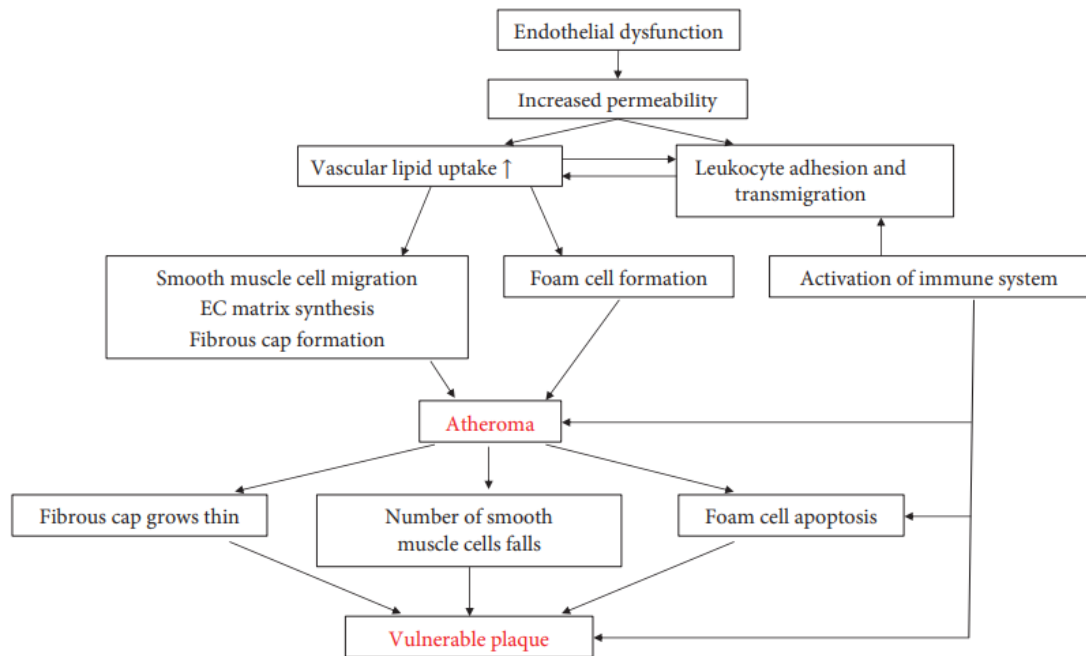 Endothelial dysfunction
Increased permeability
Vascular lipid uptake ↑
Leukocyte adhesion and
transmigration
Smooth muscle cell migration
EC matrix synthesis
Fibrous cap formation
Foam cell formation
Activation of immune system
Atheroma
Fibrous cap grows thin
Number of smooth
muscle cells falls
Foam cell apoptosis
Vulnerable plaque